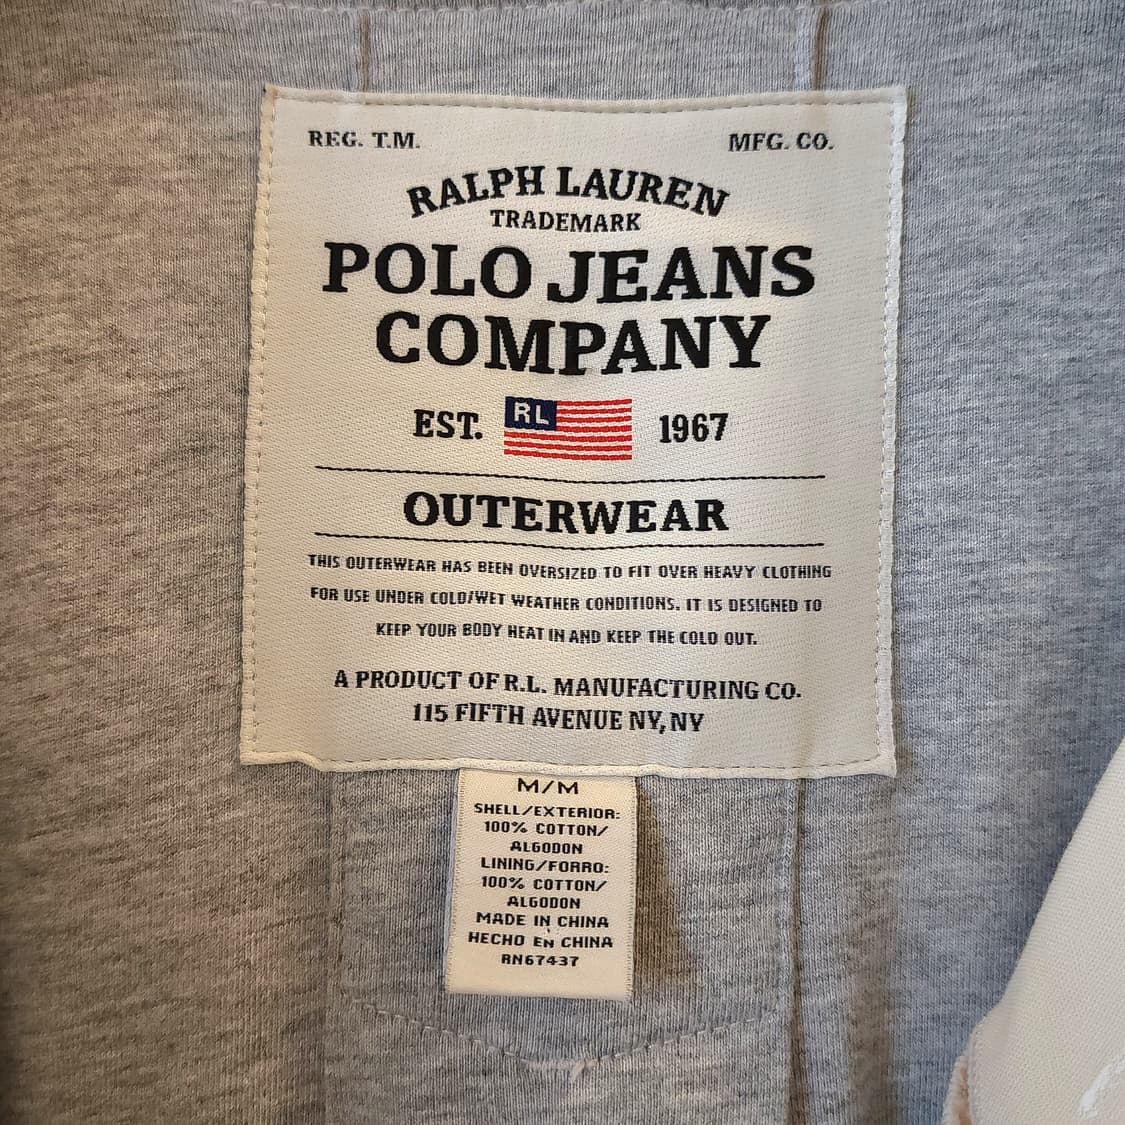 REG. T.M. MFG. CO.
RALPH LAUREN
TRADEMARK
POLO JEANS
COMPANY
EST. RL 1967
OUTERWEAR
THIS OUTERWEAR HAS BEEN OVERSIZED TO FIT OVER HEAVY CLOTHING
FOR USE UNDER COLD/WET WEATHER CONDITIONS. IT IS DESIGNED TO
KEEP YOUR BODY HEAT IN AND KEEP THE COLD OUT.
A PRODUCT OF R.L. MANUFACTURING CO.
115 FIFTH AVENUE NY, NY
M/M
SHELL/EXTERIOR:
100% COTTON/
ALGODON
LINING/FORRO:
100% COTTON/
ALGODON
MADE IN CHINA
HECHO EN CHINA
RN67437